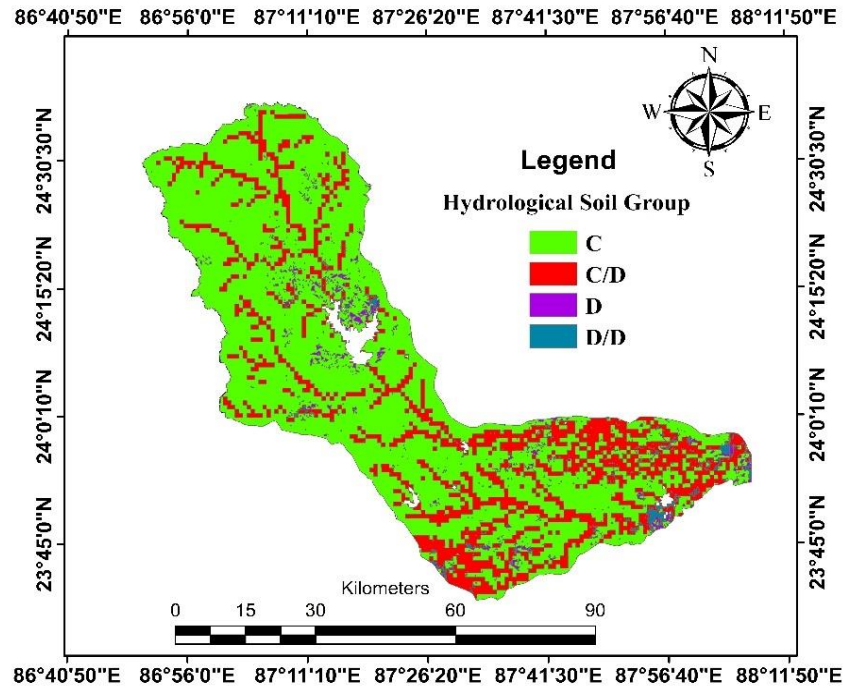 86°40'50"E 86°56'0"E 87°11'10"E 87°26'20"E 87°41'30"E 87°56'40"E 88°11'50"E
N
W E
S
24°30'30"N 24°30'30"N
Legend
Hydrological Soil Group
C
C/D
D
D/D
24°15'20"N 24°15'20"N
24°0'10"N 24°0'10"N
23°45'0"N 23°45'0"N
Kilometers
0 15 30 60 90
86°40'50"E 86°56'0"E 87°11'10"E 87°26'20"E 87°41'30"E 87°56'40"E 88°11'50"E